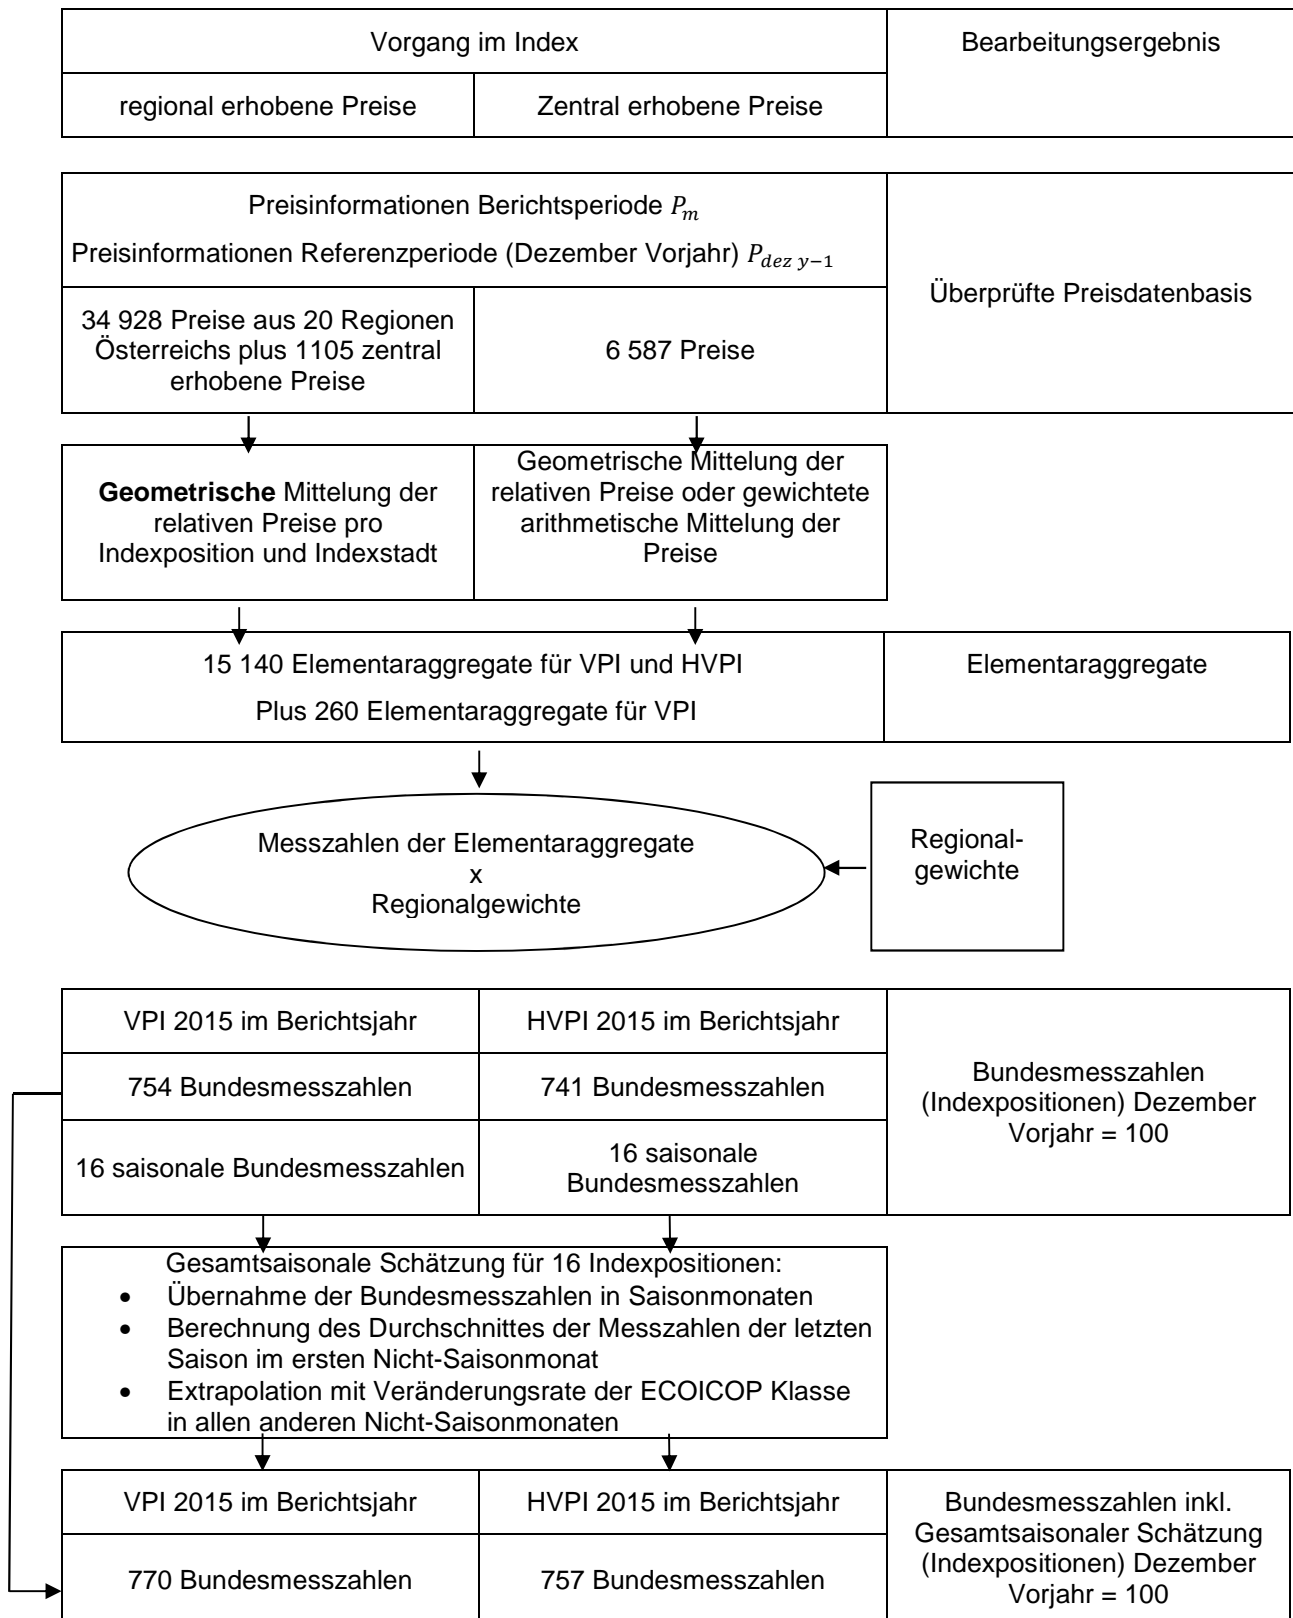 Vorgang im Index
Bearbeitungsergebnis
regional erhobene Preise
Zentral erhobene Preise
Preisinformationen Berichtsperiode P_m
Preisinformationen Referenzperiode (Dezember Vorjahr) P_{dez y−1}
Überprüfte Preisdatenbasis
34 928 Preise aus 20 Regionen
Österreichs plus 1105 zentral
erhobene Preise
6 587 Preise
Geometrische Mittelung der
relativen Preise pro
Indexposition und Indexstadt
Geometrische Mittelung der
relativen Preise oder gewichtete
arithmetische Mittelung der
Preise
15 140 Elementaraggregate für VPI und HVPI
Plus 260 Elementaraggregate für VPI
Elementaraggregate
Messzahlen der Elementaraggregate
x
Regionalgewichte
Regional-
gewichte
VPI 2015 im Berichtsjahr
HVPI 2015 im Berichtsjahr
754 Bundesmesszahlen
741 Bundesmesszahlen
16 saisonale Bundesmesszahlen
16 saisonale
Bundesmesszahlen
Bundesmesszahlen
(Indexpositionen) Dezember
Vorjahr = 100
Gesamtsaisonale Schätzung für 16 Indexpositionen:
• Übernahme der Bundesmesszahlen in Saisonmonaten
• Berechnung des Durchschnittes der Messzahlen der letzten
Saison im ersten Nicht-Saisonmonat
• Extrapolation mit Veränderungsrate der ECOICOP Klasse
in allen anderen Nicht-Saisonmonaten
VPI 2015 im Berichtsjahr
HVPI 2015 im Berichtsjahr
770 Bundesmesszahlen
757 Bundesmesszahlen
Bundesmesszahlen inkl.
Gesamtsaisonaler Schätzung
(Indexpositionen) Dezember
Vorjahr = 100